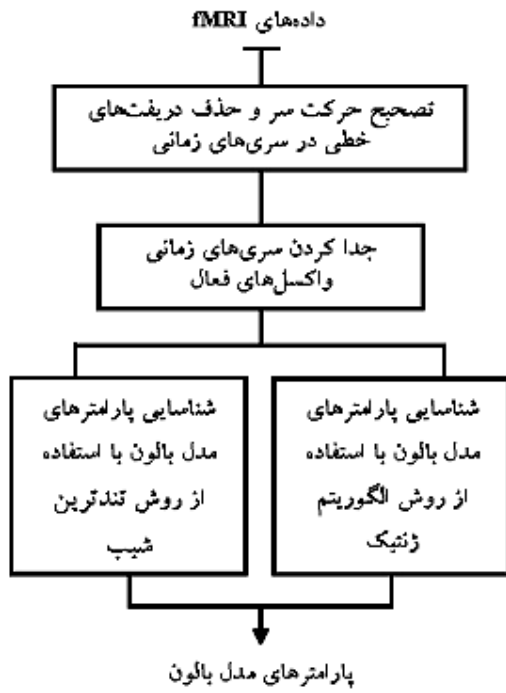 داده‌های fMRI
تصحیح حرکت سر و حذف دریفت‌های
خطی در سری‌های زمانی
جدا کردن سری‌های زمانی
واکسل‌های فعال
شناسایی پارامترهای
مدل بالون با استفاده
از روش الگوریتم
ژنتیک
شناسایی پارامترهای
مدل بالون با استفاده
از روش تندترین
شیب
پارامترهای مدل بالون